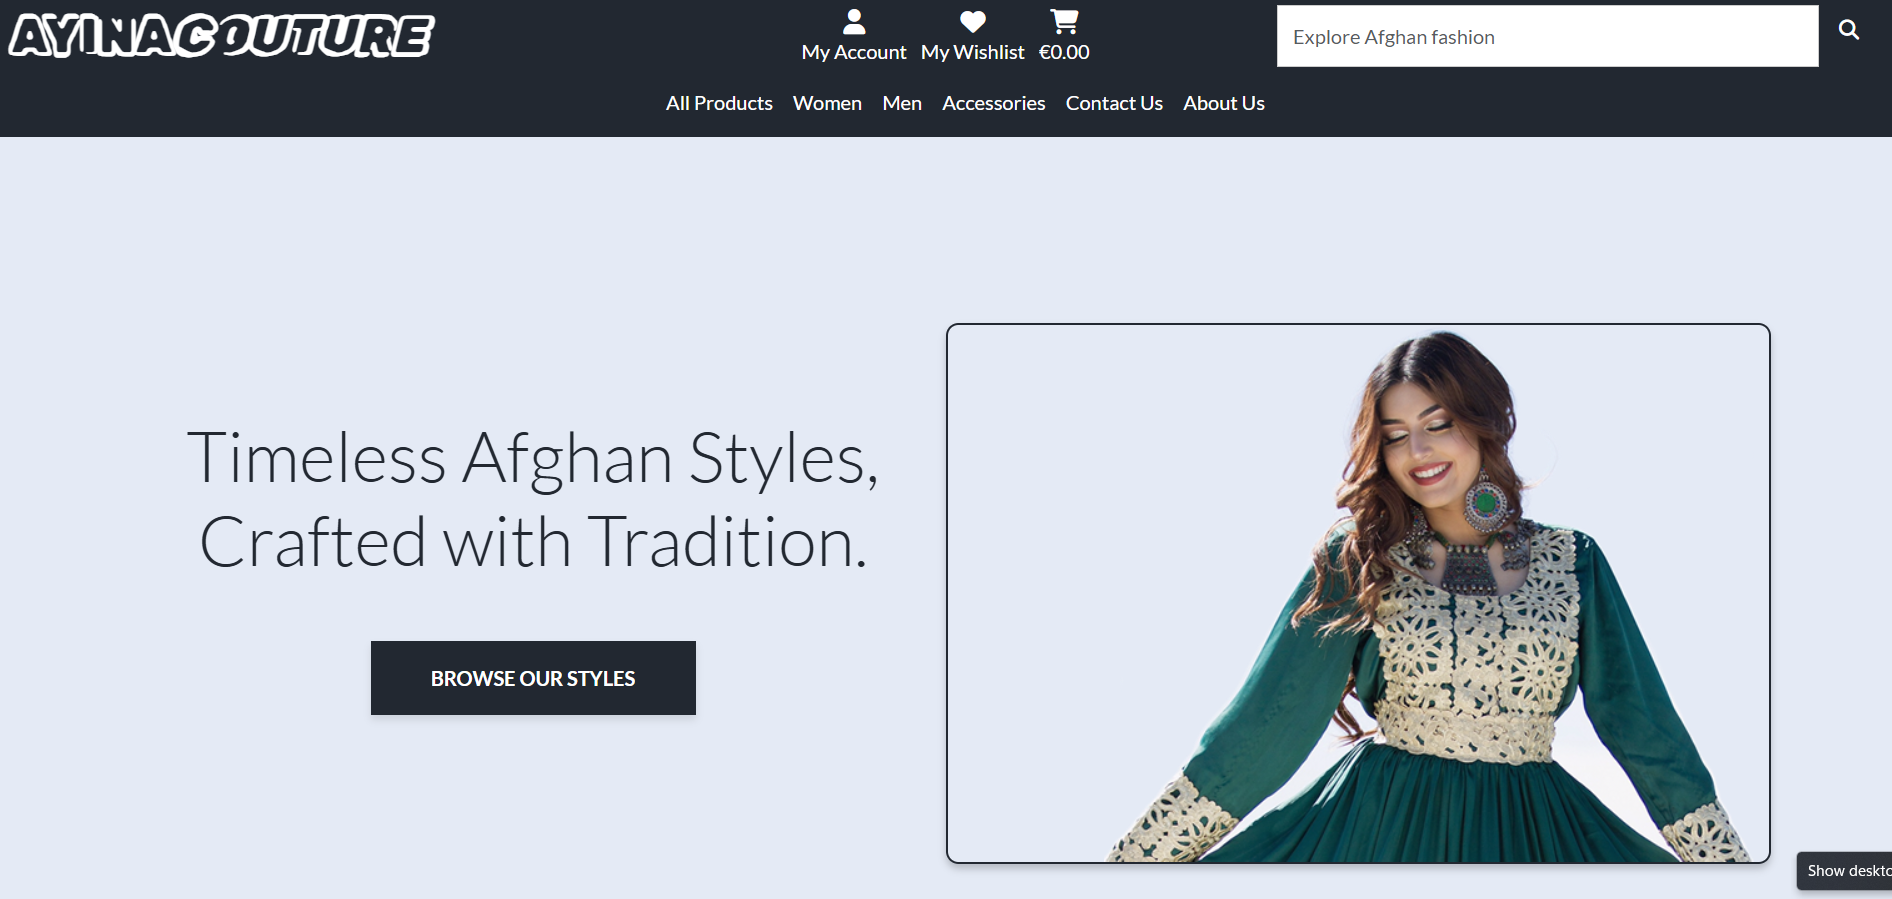 AYINACOUTURE
My Account My Wishlist €0.00
Explore Afghan fashion
All Products Women Men Accessories Contact Us About Us
Timeless Afghan Styles,
Crafted with Tradition.
BROWSE OUR STYLES
Show